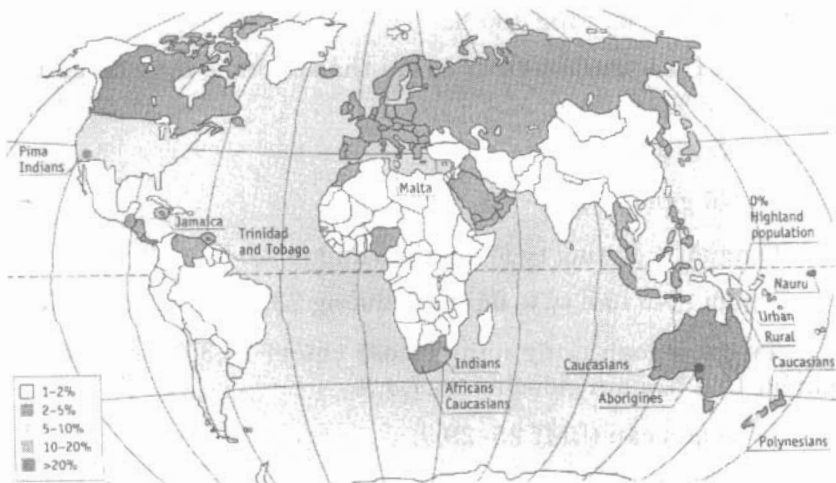 Pima
Indians
Jamaica
Trinidad
and Tobago
Malta
0%
Highland
population
Nauru
Urban
Rural
Indians
Africans
Caucasians
Caucasians
Aborigines
Caucasians
Polynesians
1-2%
2-5%
5-10%
10-20%
>20%